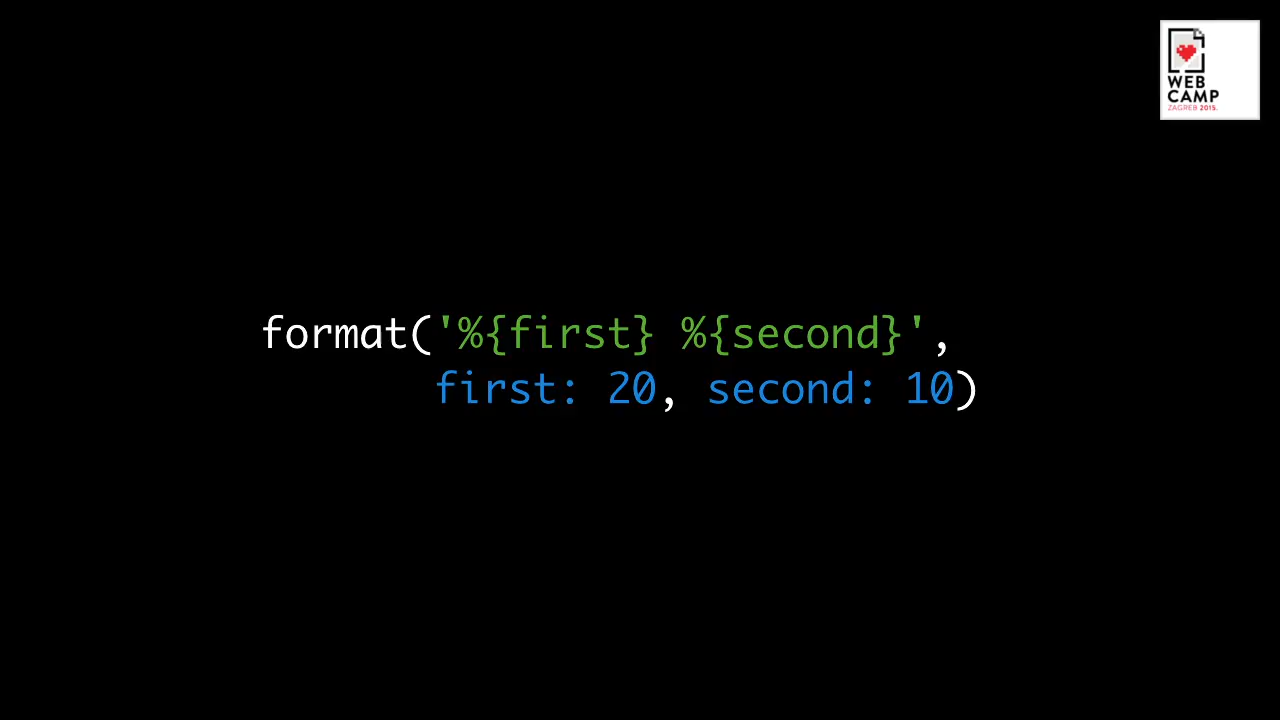 WEB
CAMP
ZAGREB 2015.
format('%{first} %{second}',
first: 20, second: 10)